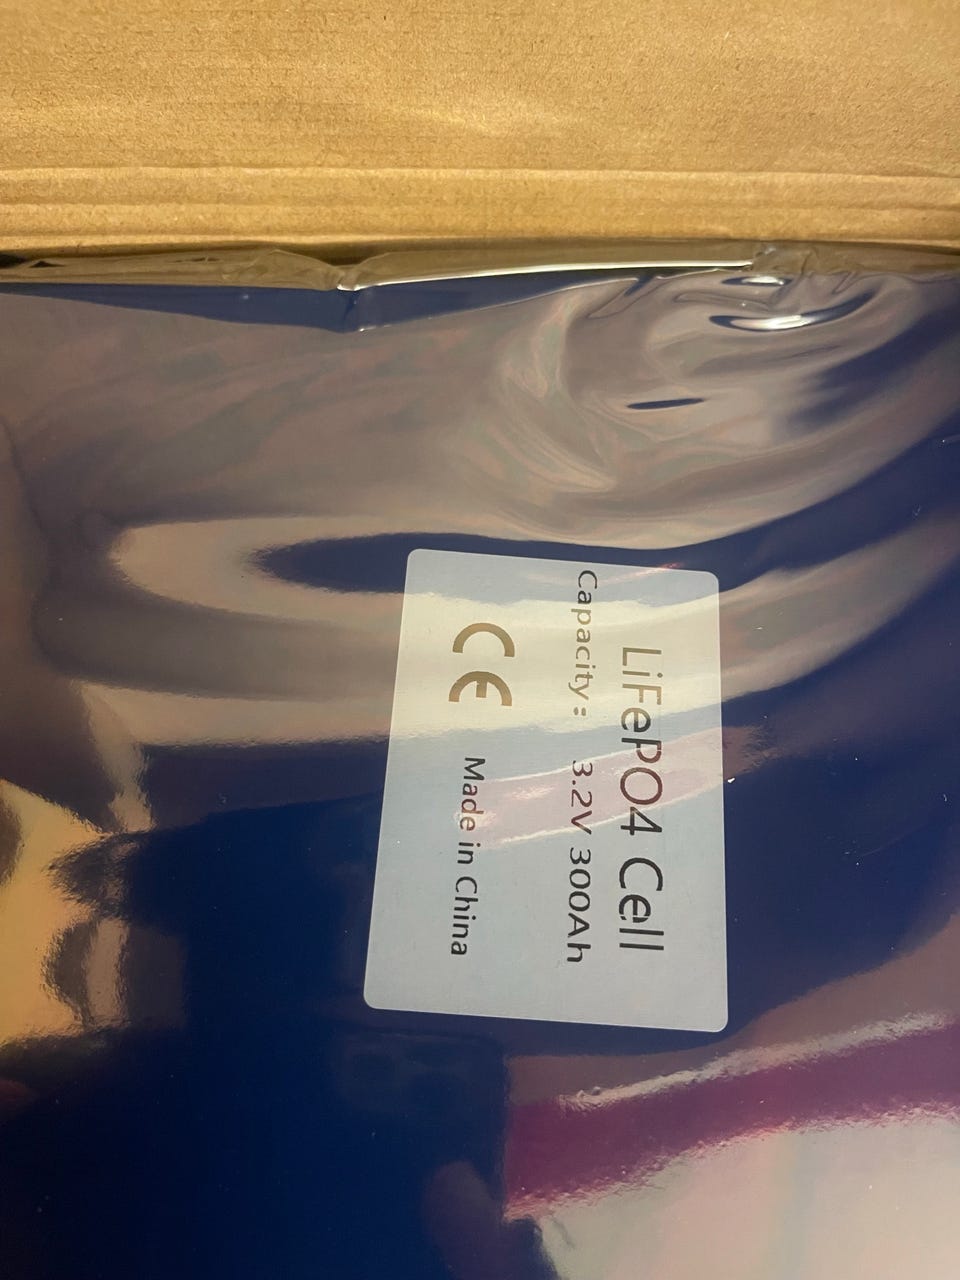 LiFePO4 Cell
Capacity: 3.2V 300Ah
CE Made in China